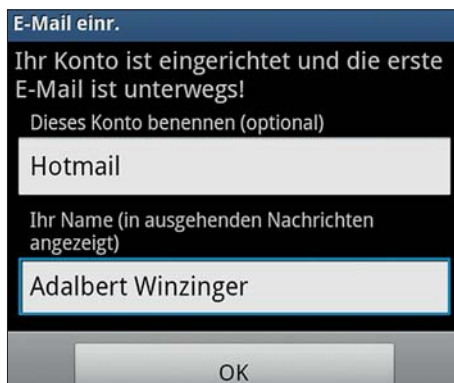 E-Mail einr.
Ihr Konto ist eingerichtet und die erste
E-Mail ist unterwegs!
Dieses Konto benennen (optional)
Hotmail
Ihr Name (in ausgehenden Nachrichten
angezeigt)
Adalbert Winzinger
OK